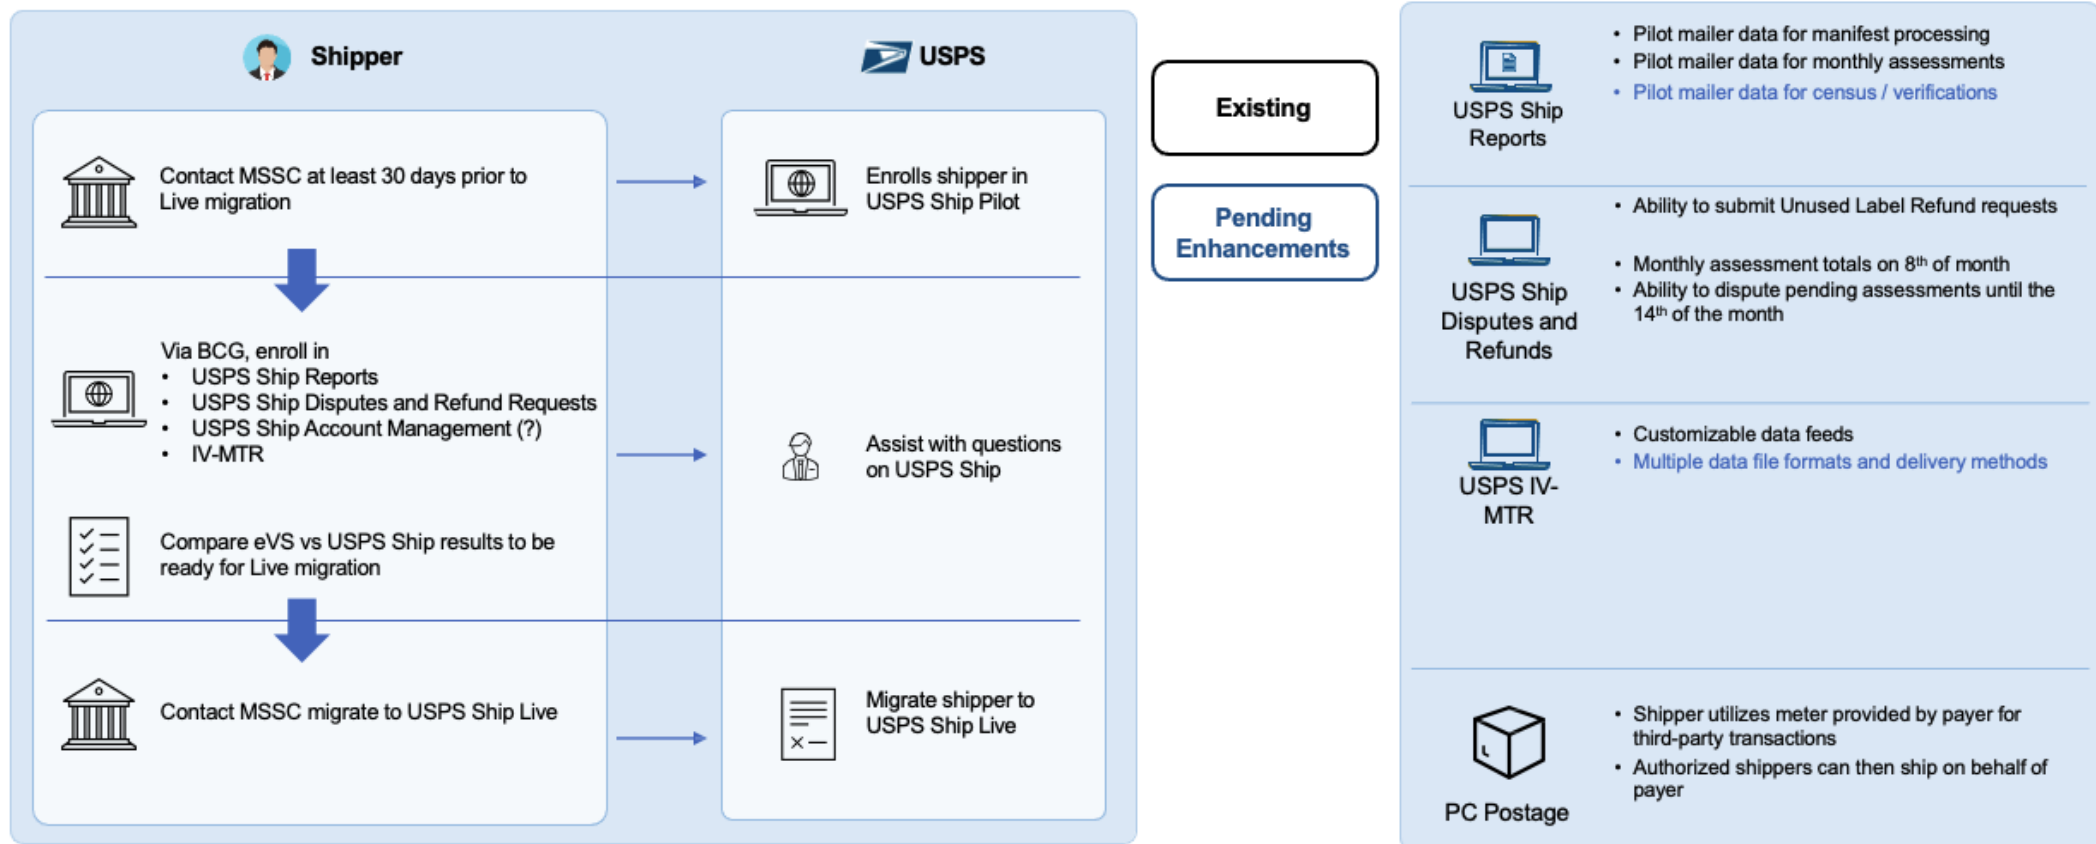 Shipper
USPS
Contact MSSC at least 30 days prior to
Live migration
Enrolls shipper in
USPS Ship Pilot
Via BCG, enroll in
• USPS Ship Reports
• USPS Ship Disputes and Refund Requests
• USPS Ship Account Management (?)
• IV-MTR
Assist with questions
on USPS Ship
Compare eVS vs USPS Ship results to be
ready for Live migration
Contact MSSC migrate to USPS Ship Live
Migrate shipper to
USPS Ship Live
Existing
Pending
Enhancements
USPS Ship
Reports
• Pilot mailer data for manifest processing
• Pilot mailer data for monthly assessments
• Pilot mailer data for census / verifications
USPS Ship
Disputes and
Refunds
• Ability to submit Unused Label Refund requests
• Monthly assessment totals on 8th of month
• Ability to dispute pending assessments until the
14th of the month
USPS IV-
MTR
• Customizable data feeds
• Multiple data file formats and delivery methods
PC Postage
• Shipper utilizes meter provided by payer for
third-party transactions
• Authorized shippers can then ship on behalf of
payer